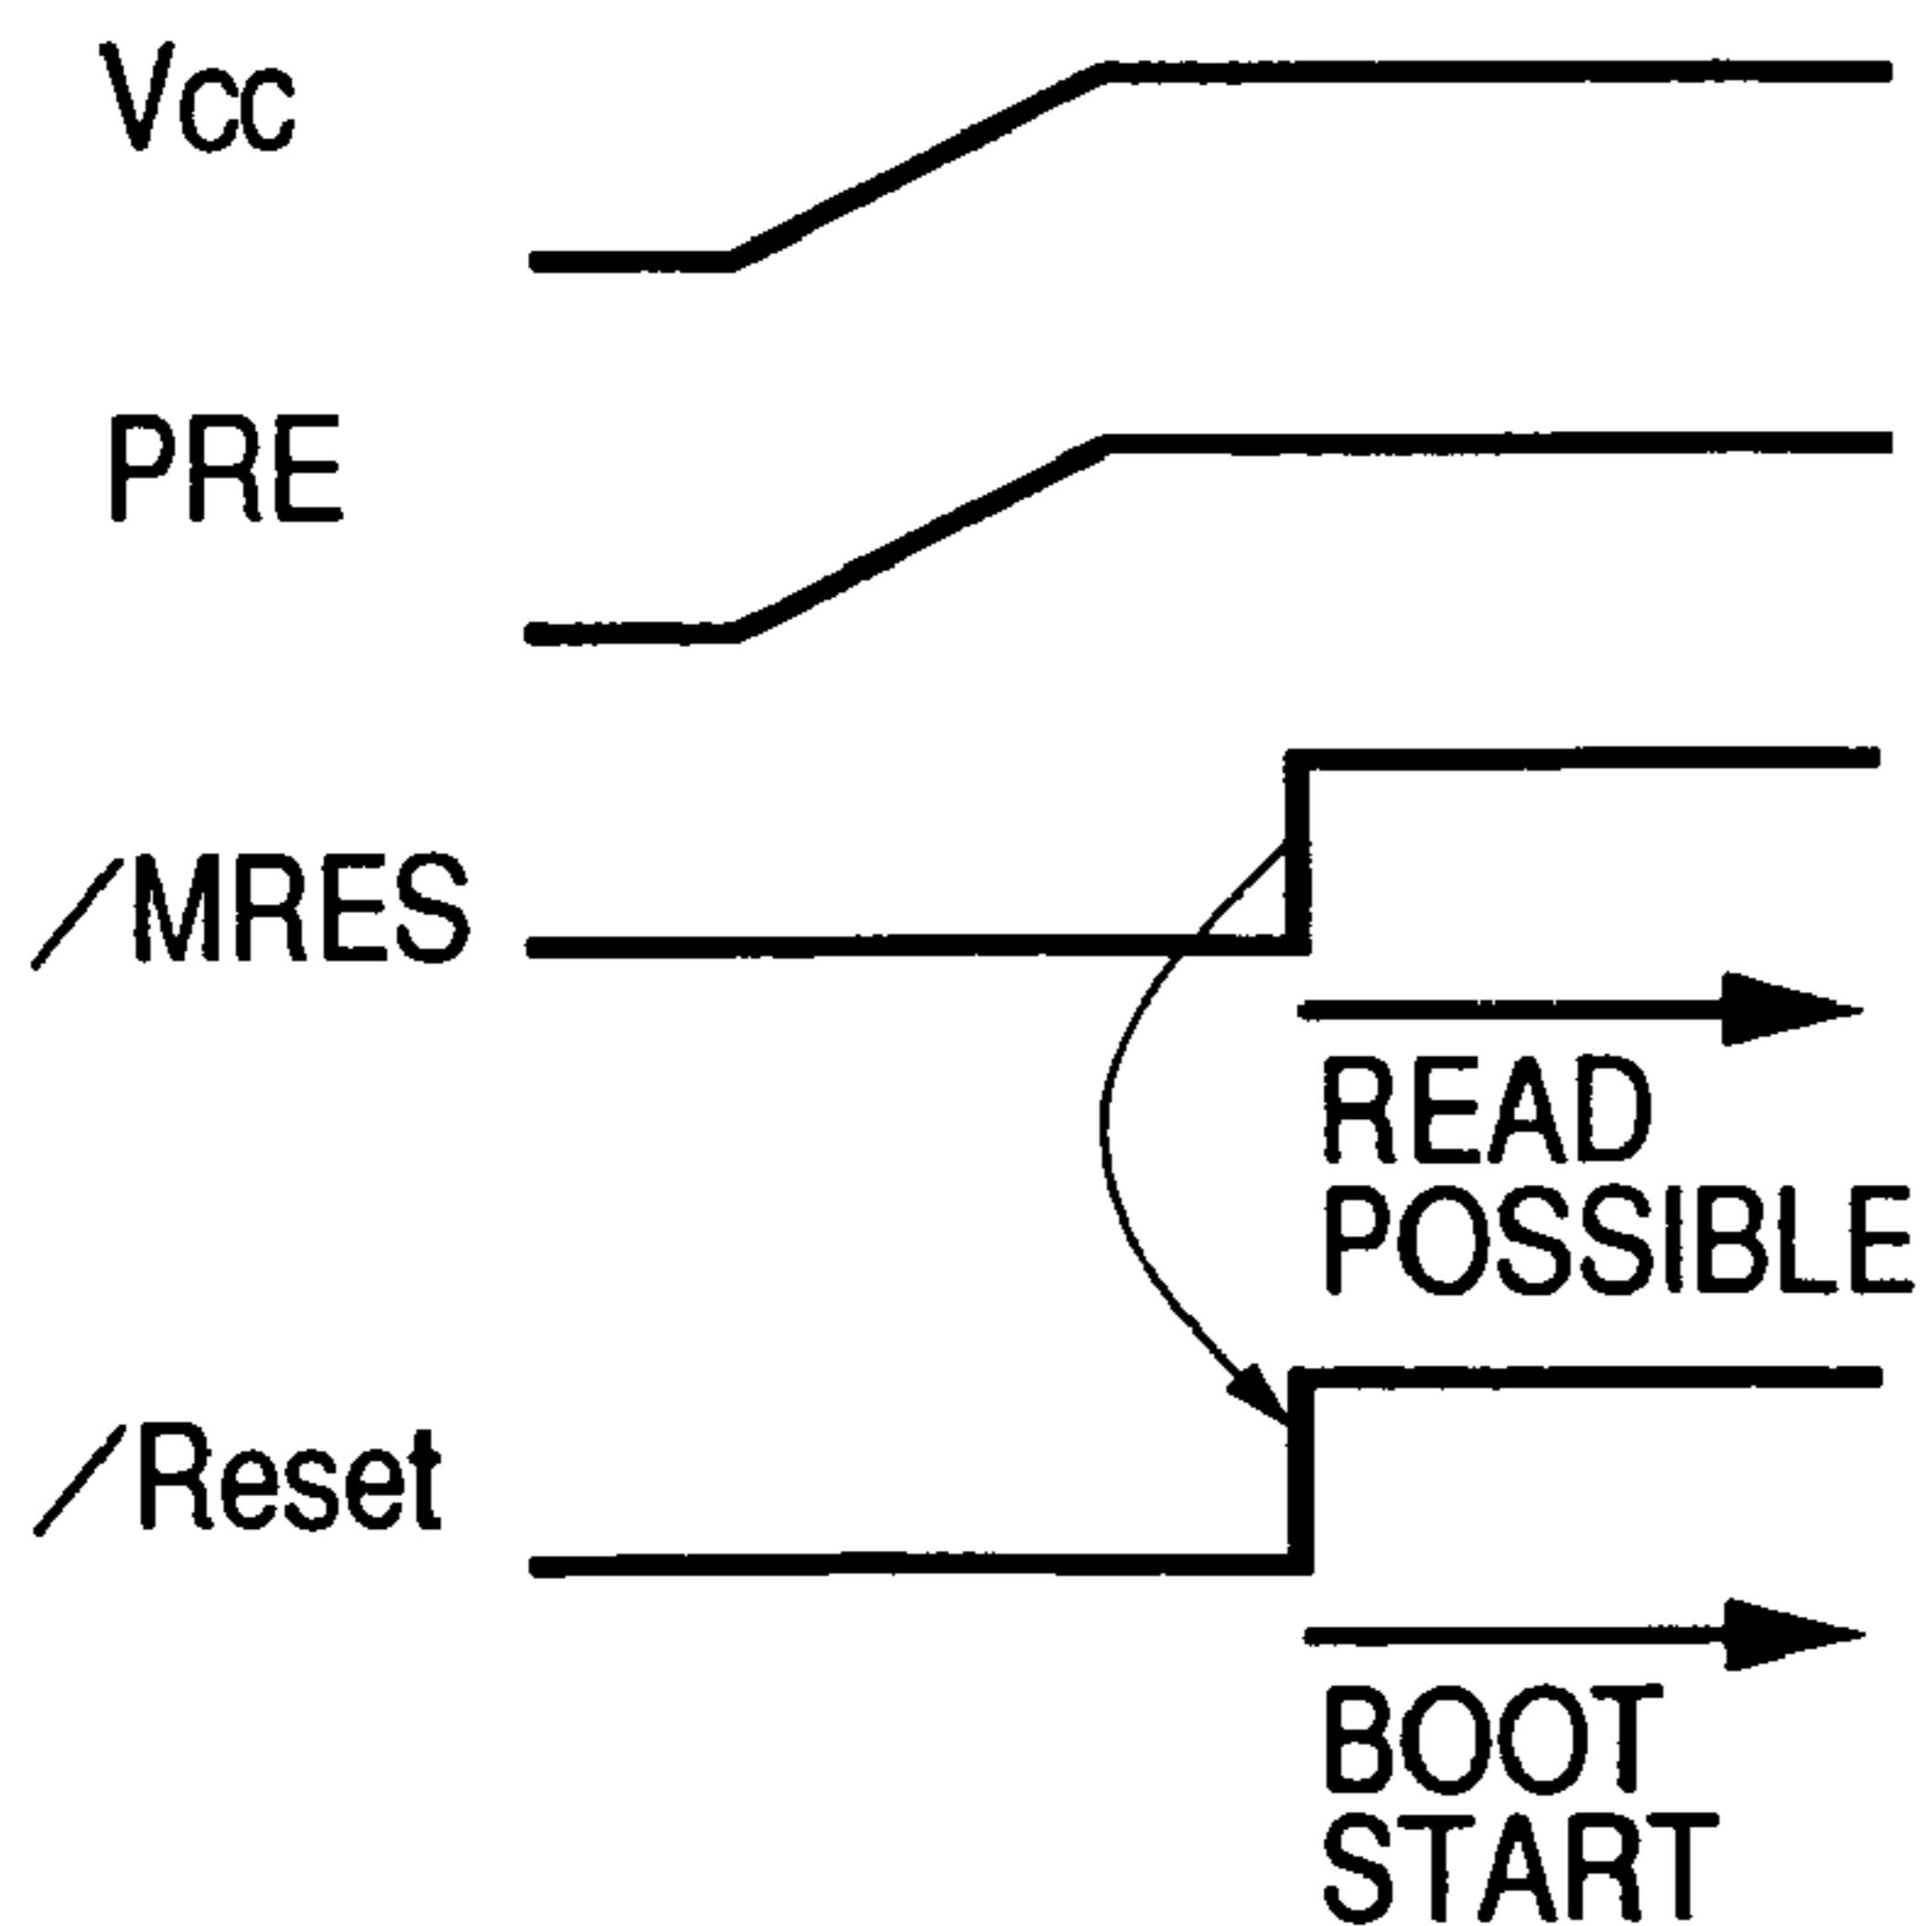 Vcc
PRE
/MRES
READ
POSSIBLE
/Reset
BOOT
START